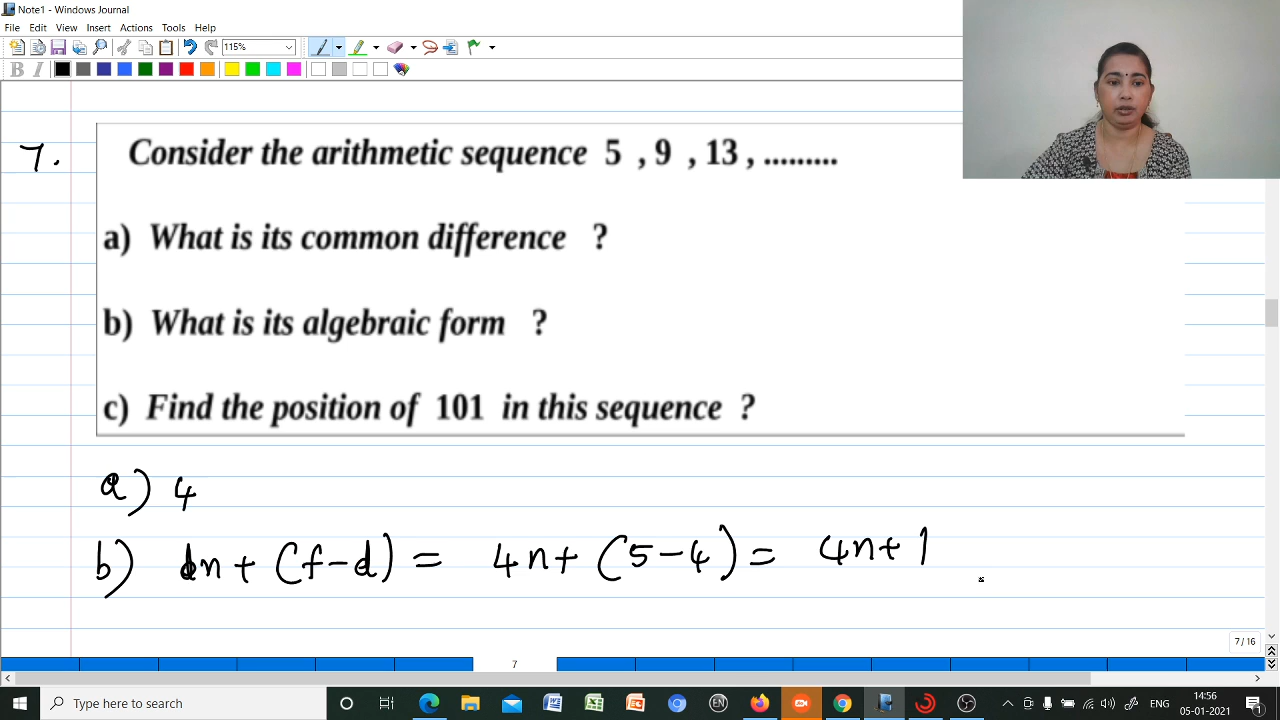 Note1 - Windows Journal
File Edit View Insert Actions Tools Help
115%
B I
7.
Consider the arithmetic sequence 5 , 9 , 13 , .........
a) What is its common difference ?
b) What is its algebraic form ?
c) Find the position of 101 in this sequence ?
a) 4
b) dn + (f-d) = 4n + (5-4) = 4n + 1
7 / 16
7
Type here to search
14:56
05-01-2021